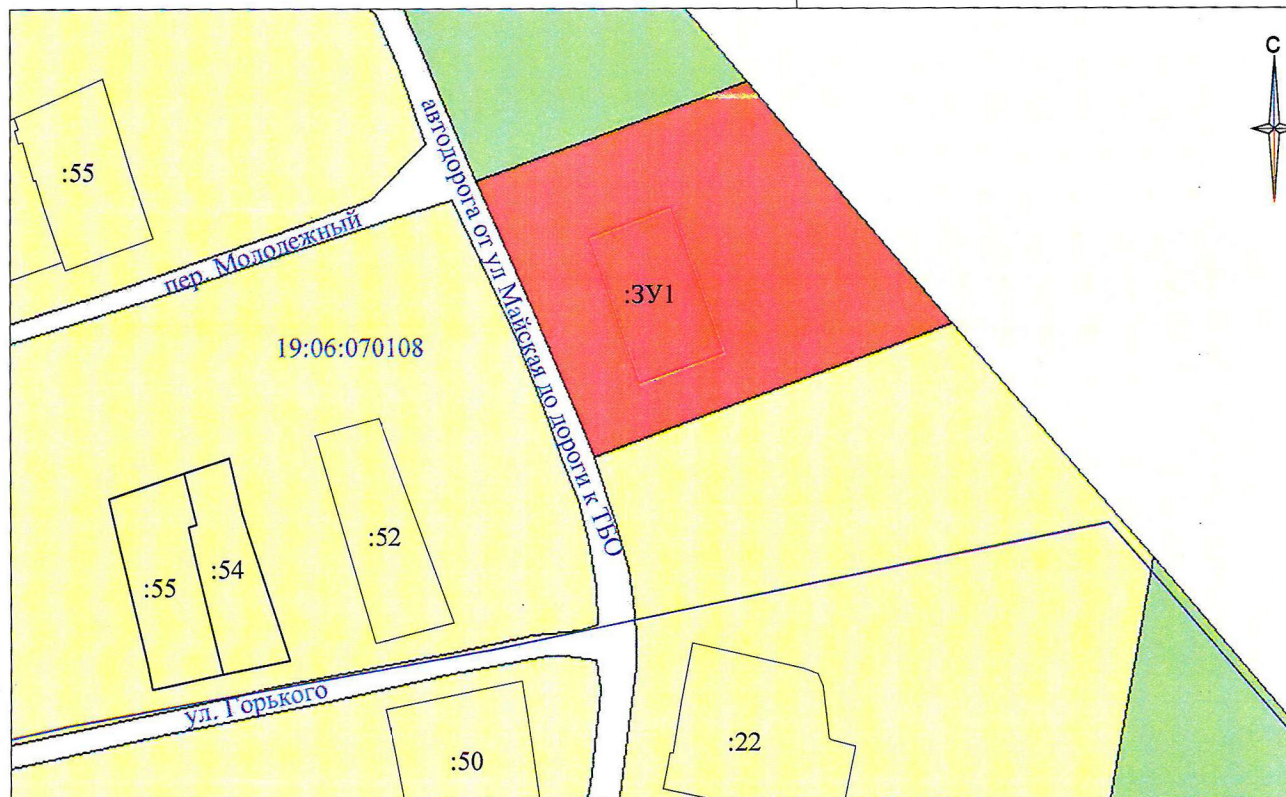 С
автодорога от ул Майская до дороги к ТБО
:55
пер. Молодежный
:ЗУ1
19:06:070108
:52
:54
:55
ул. Горького
:22
:50